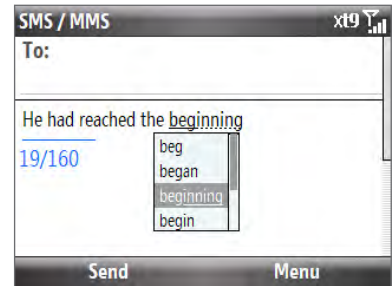 SMS / MMS xt9
To:
He had reached the beginning
19/160
beg
began
beginning
begin
Send Menu